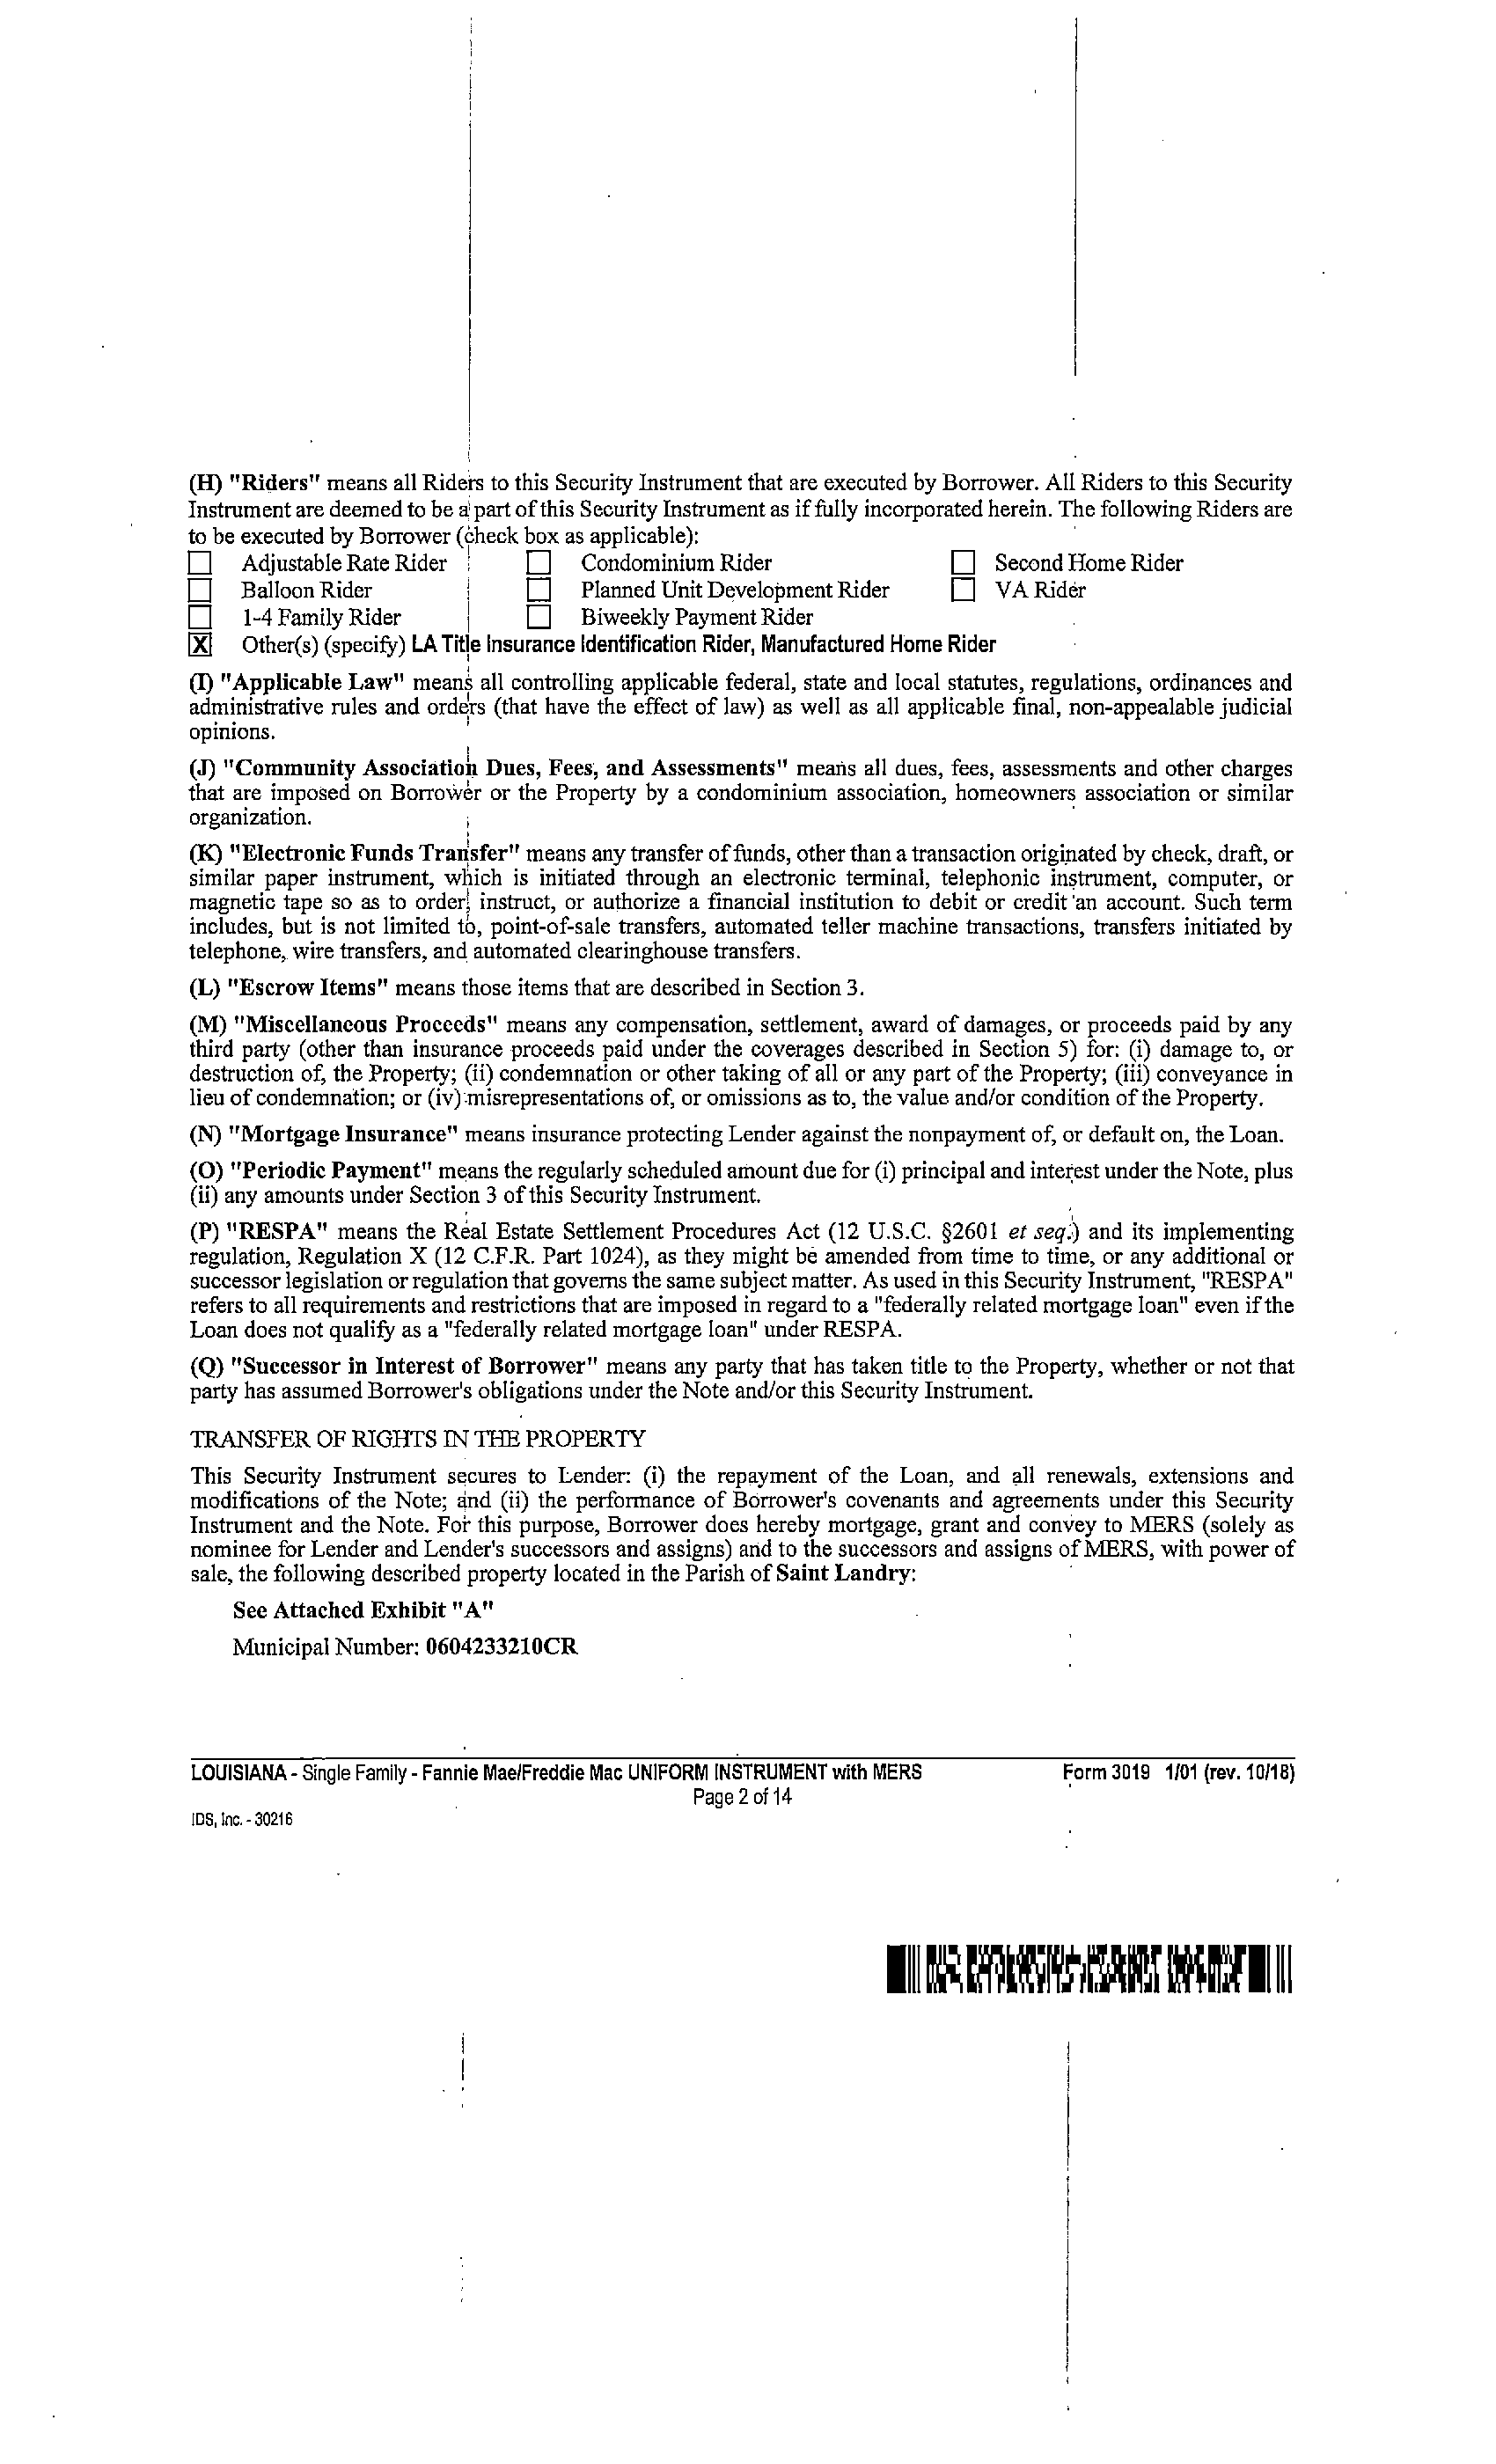 (H) "Riders" means all Riders to this Security Instrument that are executed by Borrower. All Riders to this Security
Instrument are deemed to be a part of this Security Instrument as if fully incorporated herein. The following Riders are
to be executed by Borrower (check box as applicable):
☐ Adjustable Rate Rider ☐ Condominium Rider ☐ Second Home Rider
☐ Balloon Rider ☐ Planned Unit Development Rider ☐ VA Rider
☐ 1-4 Family Rider ☐ Biweekly Payment Rider
☒ Other(s) (specify) LA Title Insurance Identification Rider, Manufactured Home Rider
(I) "Applicable Law" means all controlling applicable federal, state and local statutes, regulations, ordinances and
administrative rules and orders (that have the effect of law) as well as all applicable final, non-appealable judicial
opinions.
(J) "Community Association Dues, Fees, and Assessments" means all dues, fees, assessments and other charges
that are imposed on Borrower or the Property by a condominium association, homeowners association or similar
organization.
(K) "Electronic Funds Transfer" means any transfer of funds, other than a transaction originated by check, draft, or
similar paper instrument, which is initiated through an electronic terminal, telephonic instrument, computer, or
magnetic tape so as to order, instruct, or authorize a financial institution to debit or credit an account. Such term
includes, but is not limited to, point-of-sale transfers, automated teller machine transactions, transfers initiated by
telephone, wire transfers, and automated clearinghouse transfers.
(L) "Escrow Items" means those items that are described in Section 3.
(M) "Miscellaneous Proceeds" means any compensation, settlement, award of damages, or proceeds paid by any
third party (other than insurance proceeds paid under the coverages described in Section 5) for: (i) damage to, or
destruction of, the Property; (ii) condemnation or other taking of all or any part of the Property; (iii) conveyance in
lieu of condemnation; or (iv) misrepresentations of, or omissions as to, the value and/or condition of the Property.
(N) "Mortgage Insurance" means insurance protecting Lender against the nonpayment of, or default on, the Loan.
(O) "Periodic Payment" means the regularly scheduled amount due for (i) principal and interest under the Note, plus
(ii) any amounts under Section 3 of this Security Instrument.
(P) "RESPA" means the Real Estate Settlement Procedures Act (12 U.S.C. §2601 et seq.) and its implementing
regulation, Regulation X (12 C.F.R. Part 1024), as they might be amended from time to time, or any additional or
successor legislation or regulation that governs the same subject matter. As used in this Security Instrument, "RESPA"
refers to all requirements and restrictions that are imposed in regard to a "federally related mortgage loan" even if the
Loan does not qualify as a "federally related mortgage loan" under RESPA.
(Q) "Successor in Interest of Borrower" means any party that has taken title to the Property, whether or not that
party has assumed Borrower's obligations under the Note and/or this Security Instrument.
TRANSFER OF RIGHTS IN THE PROPERTY
This Security Instrument secures to Lender: (i) the repayment of the Loan, and all renewals, extensions and
modifications of the Note; and (ii) the performance of Borrower's covenants and agreements under this Security
Instrument and the Note. For this purpose, Borrower does hereby mortgage, grant and convey to MERS (solely as
nominee for Lender and Lender's successors and assigns) and to the successors and assigns of MERS, with power of
sale, the following described property located in the Parish of Saint Landry:
See Attached Exhibit "A"
Municipal Number: 0604233210CR
LOUISIANA - Single Family - Fannie Mae/Freddie Mac UNIFORM INSTRUMENT with MERS Form 3019 1/01 (rev. 10/18)
Page 2 of 14
IDS, Inc. - 30216